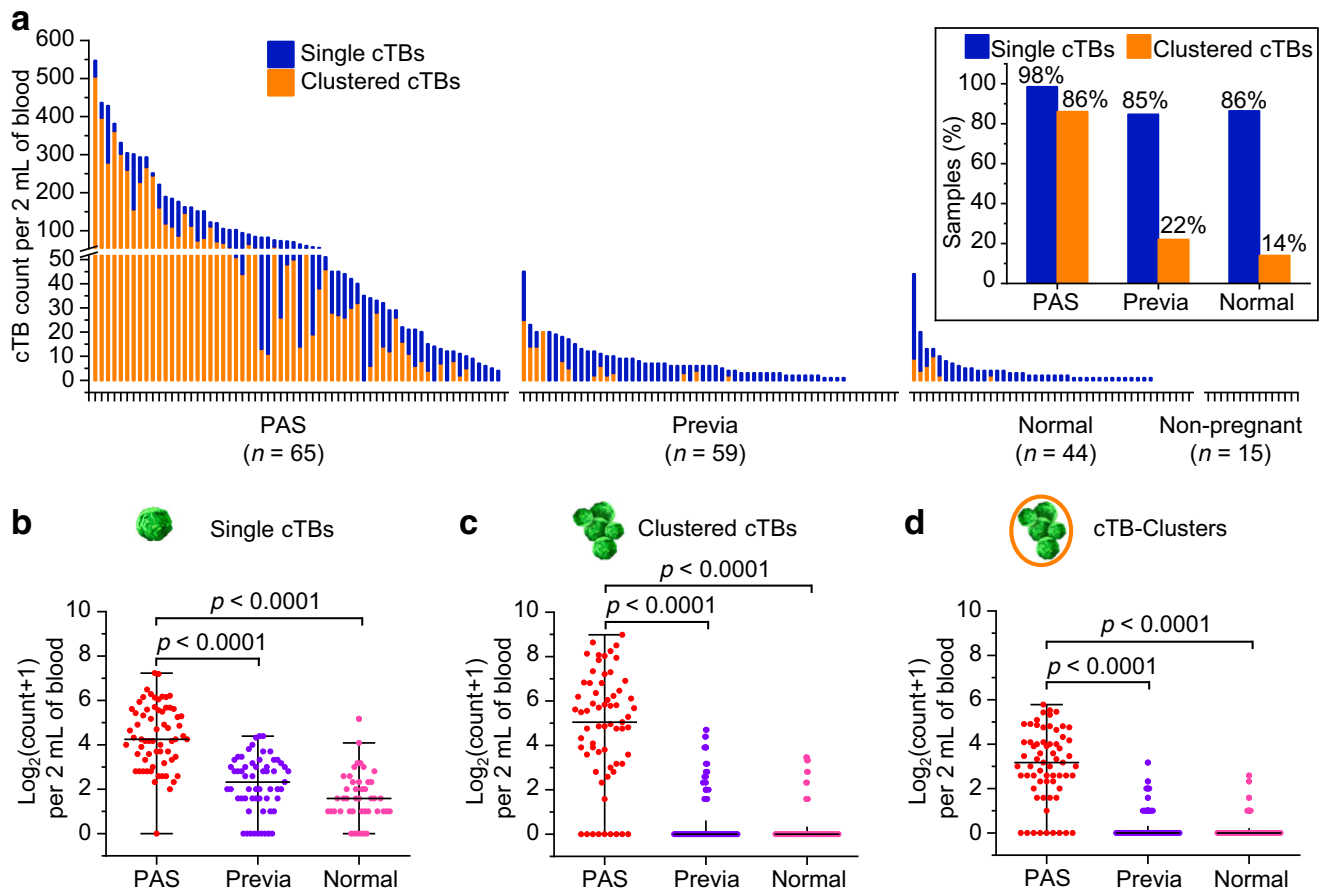 a
cTB count per 2 mL of blood
600
500
400
300
200
100
50
40
30
20
10
0
Single cTBs
Clustered cTBs
PAS
(n = 65)
Previa
(n = 59)
Normal
(n = 44)
Non-pregnant
(n = 15)
Single cTBs
Clustered cTBs
Samples (%)
100
80
60
40
20
0
98%
86%
85%
22%
86%
14%
PAS
Previa
Normal
b
Single cTBs
p < 0.0001
p < 0.0001
Log2(count+1)
per 2 mL of blood
10
8
6
4
2
0
PAS
Previa
Normal
c
Clustered cTBs
p < 0.0001
p < 0.0001
Log2(count+1)
per 2 mL of blood
10
8
6
4
2
0
PAS
Previa
Normal
d
cTB-Clusters
p < 0.0001
p < 0.0001
Log2(count+1)
per 2 mL of blood
10
8
6
4
2
0
PAS
Previa
Normal